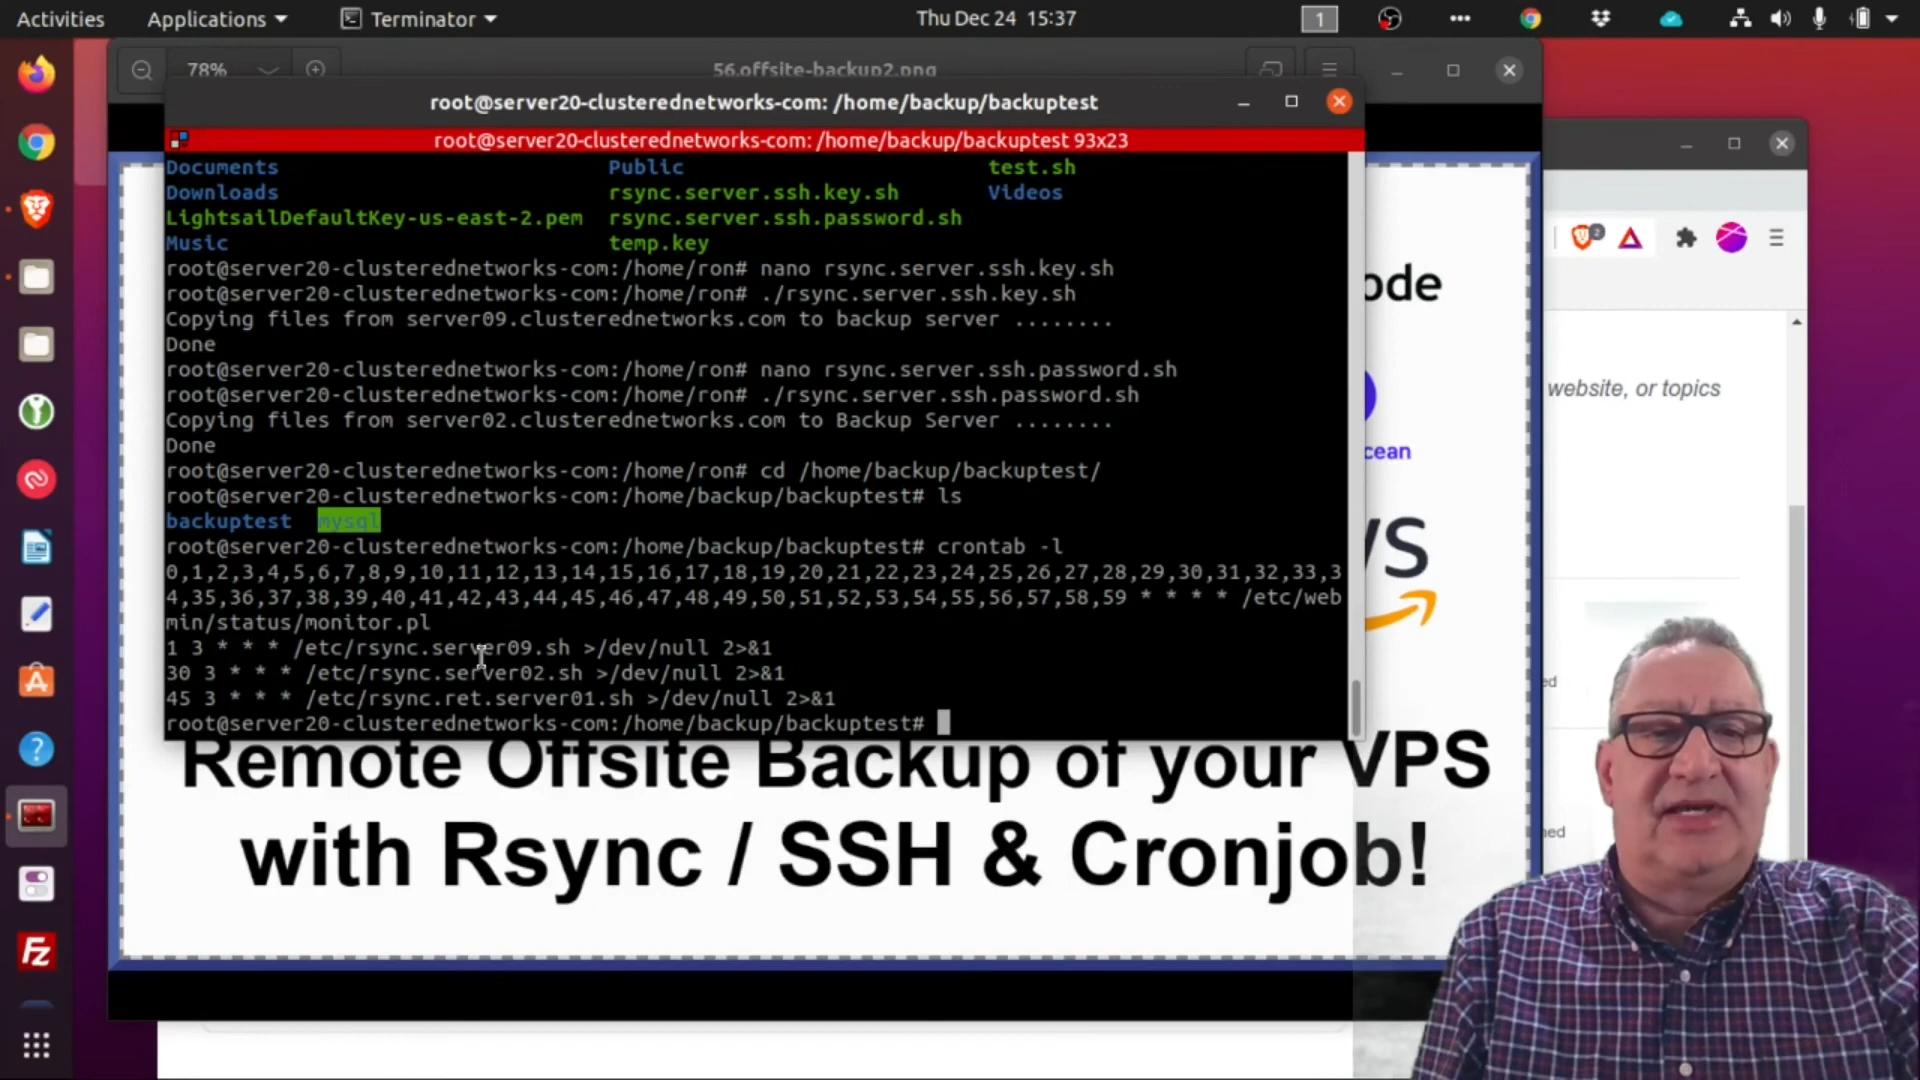 Activities Applications Terminator Thu Dec 24 15:37 1
78% 56.offsite-backup2.png
root@server20-clusterednetworks-com: /home/backup/backuptest
root@server20-clusterednetworks-com: /home/backup/backuptest 93x23
Documents Public test.sh
Downloads rsync.server.ssh.key.sh Videos
LightsailDefaultKey-us-east-2.pem rsync.server.ssh.password.sh
Music temp.key
root@server20-clusterednetworks-com:/home/ron# nano rsync.server.ssh.key.sh
root@server20-clusterednetworks-com:/home/ron# ./rsync.server.ssh.key.sh
Copying files from server09.clusterednetworks.com to backup server ........
Done
root@server20-clusterednetworks-com:/home/ron# nano rsync.server.ssh.password.sh
root@server20-clusterednetworks-com:/home/ron# ./rsync.server.ssh.password.sh
Copying files from server02.clusterednetworks.com to Backup Server ........
Done
root@server20-clusterednetworks-com:/home/ron# cd /home/backup/backuptest/
root@server20-clusterednetworks-com:/home/backup/backuptest# ls
backuptest mysql
root@server20-clusterednetworks-com:/home/backup/backuptest# crontab -l
0,1,2,3,4,5,6,7,8,9,10,11,12,13,14,15,16,17,18,19,20,21,22,23,24,25,26,27,28,29,30,31,32,33,3
4,35,36,37,38,39,40,41,42,43,44,45,46,47,48,49,50,51,52,53,54,55,56,57,58,59 * * * * /etc/web
min/status/monitor.pl
1 3 * * * /etc/rsync.server09.sh >/dev/null 2>&1
30 3 * * * /etc/rsync.server02.sh >/dev/null 2>&1
45 3 * * * /etc/rsync.ret.server01.sh >/dev/null 2>&1
root@server20-clusterednetworks-com:/home/backup/backuptest#
ode
cean
vs
2
website, or topics
ed
ned
Remote Offsite Backup of your VPS
with Rsync / SSH & Cronjob!
Fz